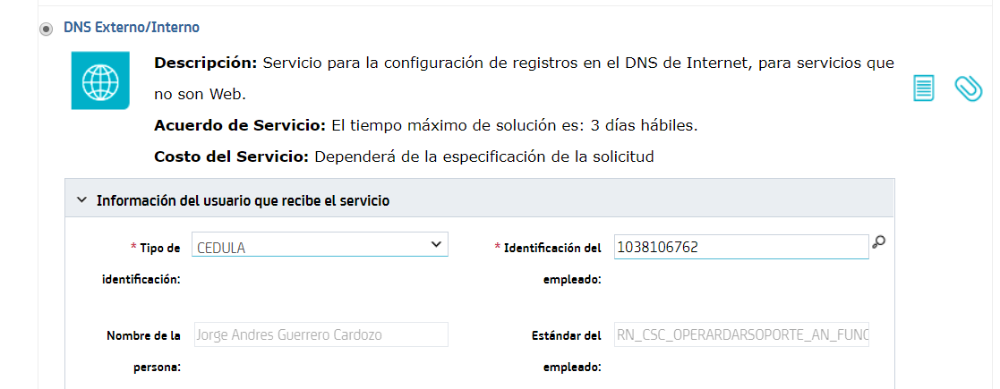 DNS Externo/Interno
Descripción: Servicio para la configuración de registros en el DNS de Internet, para servicios que
no son Web.
Acuerdo de Servicio: El tiempo máximo de solución es: 3 días hábiles.
Costo del Servicio: Dependerá de la especificación de la solicitud
Información del usuario que recibe el servicio
* Tipo de identificación: CEDULA
* Identificación del empleado: 1038106762
Nombre de la persona: Jorge Andres Guerrero Cardozo
Estándar del empleado: RN_CSC_OPERARDARSOPORTE_AN_FUNC